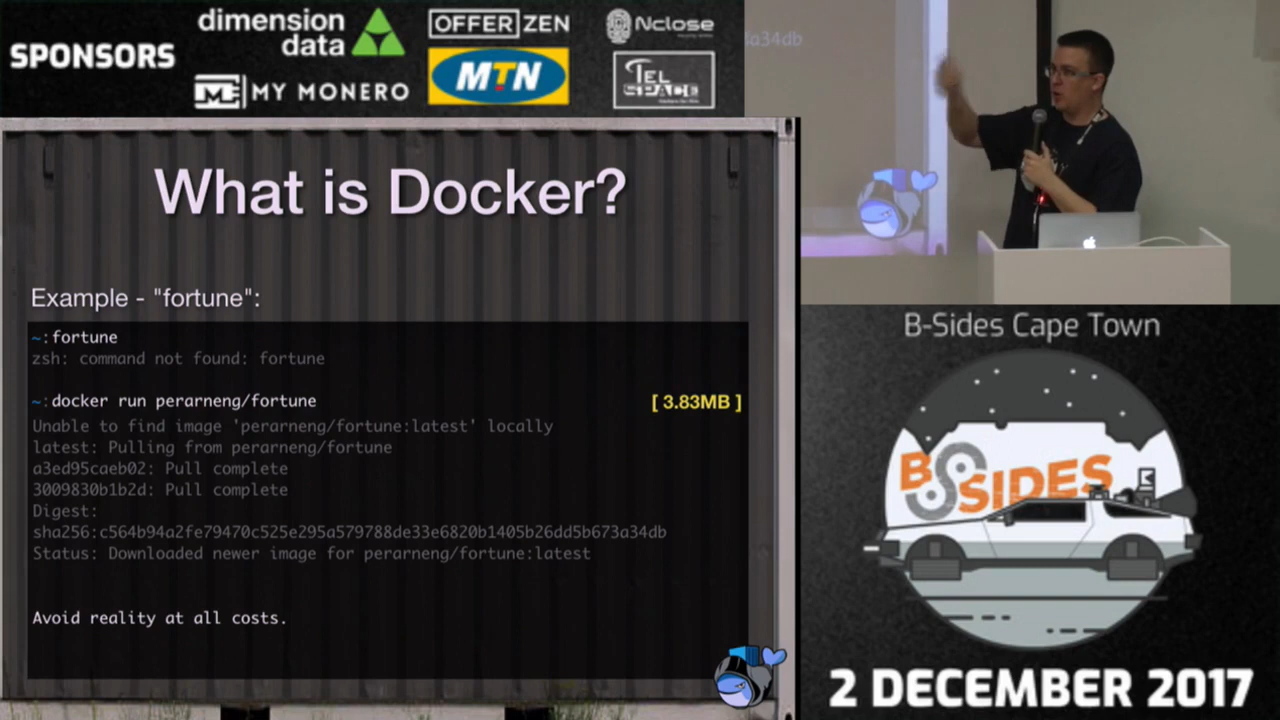 SPONSORS
dimension
data
MY MONERO
OFFER ZEN
MTN
Nclose
TEL
SPACE
a34db
What is Docker?
Example - "fortune":
~:fortune
zsh: command not found: fortune
~:docker run perarneng/fortune [ 3.83MB ]
Unable to find image 'perarneng/fortune:latest' locally
latest: Pulling from perarneng/fortune
a3ed95caeb02: Pull complete
3009830b1b2d: Pull complete
Digest:
sha256:c564b94a2fe79470c525e295a579788de33e6820b1405b26dd5b673a34db
Status: Downloaded newer image for perarneng/fortune:latest
Avoid reality at all costs.
B-Sides Cape Town
BSIDES
2 DECEMBER 2017